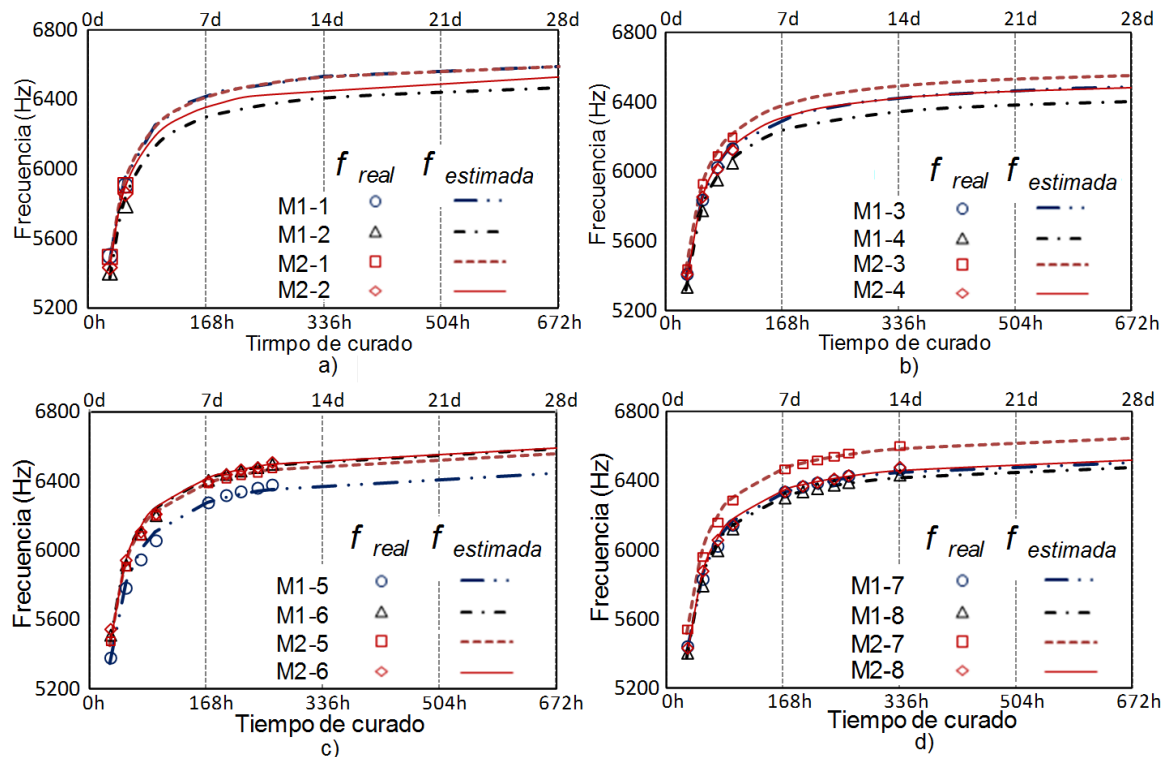 0d 7d 14d 21d 28d
6800
6400
6000
5600
5200
Frecuencia (Hz)
f real f estimada
M1-1
M1-2
M2-1
M2-2
0h 168h 336h 504h 672h
Tirmpo de curado
a)
0d 7d 14d 21d 28d
6800
6400
6000
5600
5200
Frecuencia (Hz)
f real f estimada
M1-3
M1-4
M2-3
M2-4
0h 168h 336h 504h 672h
Tiempo de curado
b)
0d 7d 14d 21d 28d
6800
6400
6000
5600
5200
Frecuencia (Hz)
f real f estimada
M1-5
M1-6
M2-5
M2-6
0h 168h 336h 504h 672h
Tiempo de curado
c)
0d 7d 14d 21d 28d
6800
6400
6000
5600
5200
Frecuencia (Hz)
f real f estimada
M1-7
M1-8
M2-7
M2-8
0h 168h 336h 504h 672h
Tiempo de curado
d)